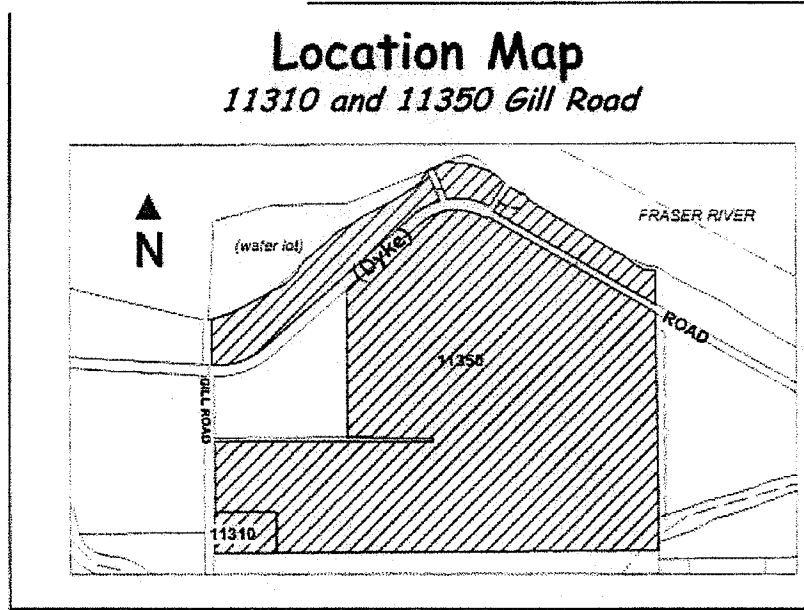 Location Map
11310 and 11350 Gill Road
N
(water lot)
(Dyke)
FRASER RIVER
ROAD
11350
GILL ROAD
11310